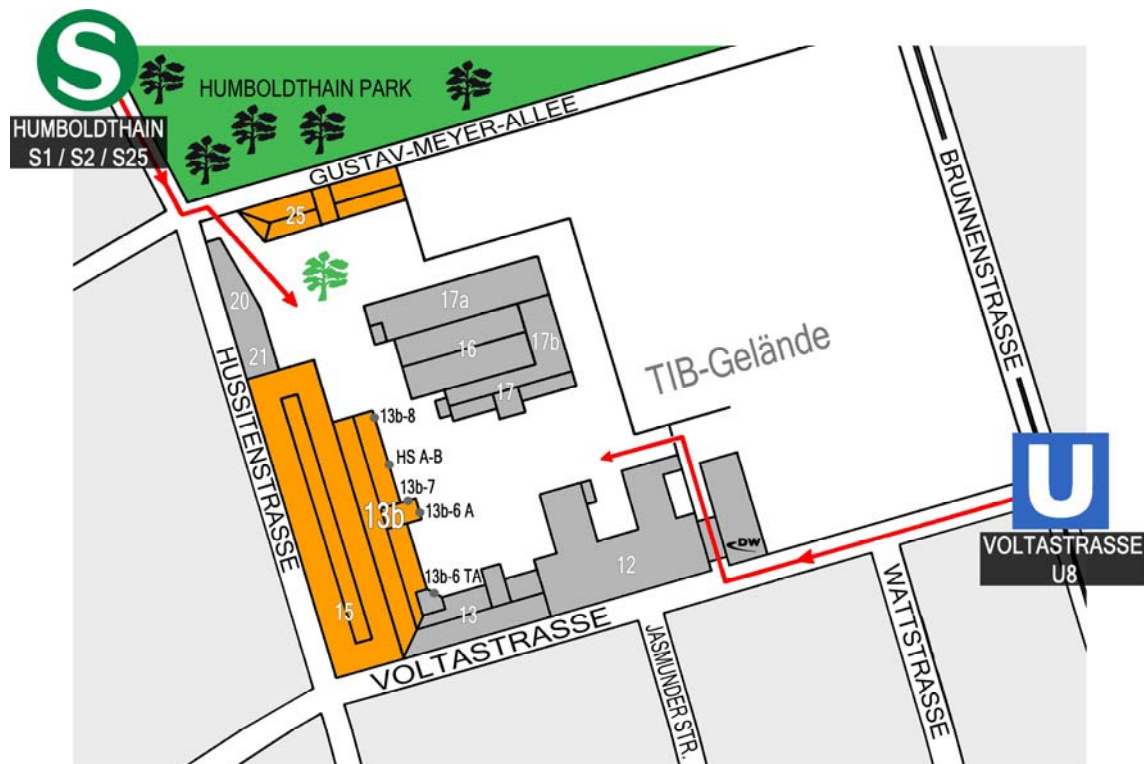 S
HUMBOLDTHAIN
S1 / S2 / S25
HUMBOLDTHAIN PARK
GUSTAV-MEYER-ALLEE
BRUNNENSTRASSE
25
20
21
17a
16
17b
17
TIB-Gelände
HUSSITENSTRASSE
13b-8
HS A-B
13b-7
13b
13b-6 A
13b-6 TA
15
13
12
DW
U
VOLTASTRASSE
U8
VOLTASTRASSE
JASMUNDER STR.
WATTSTRASSE